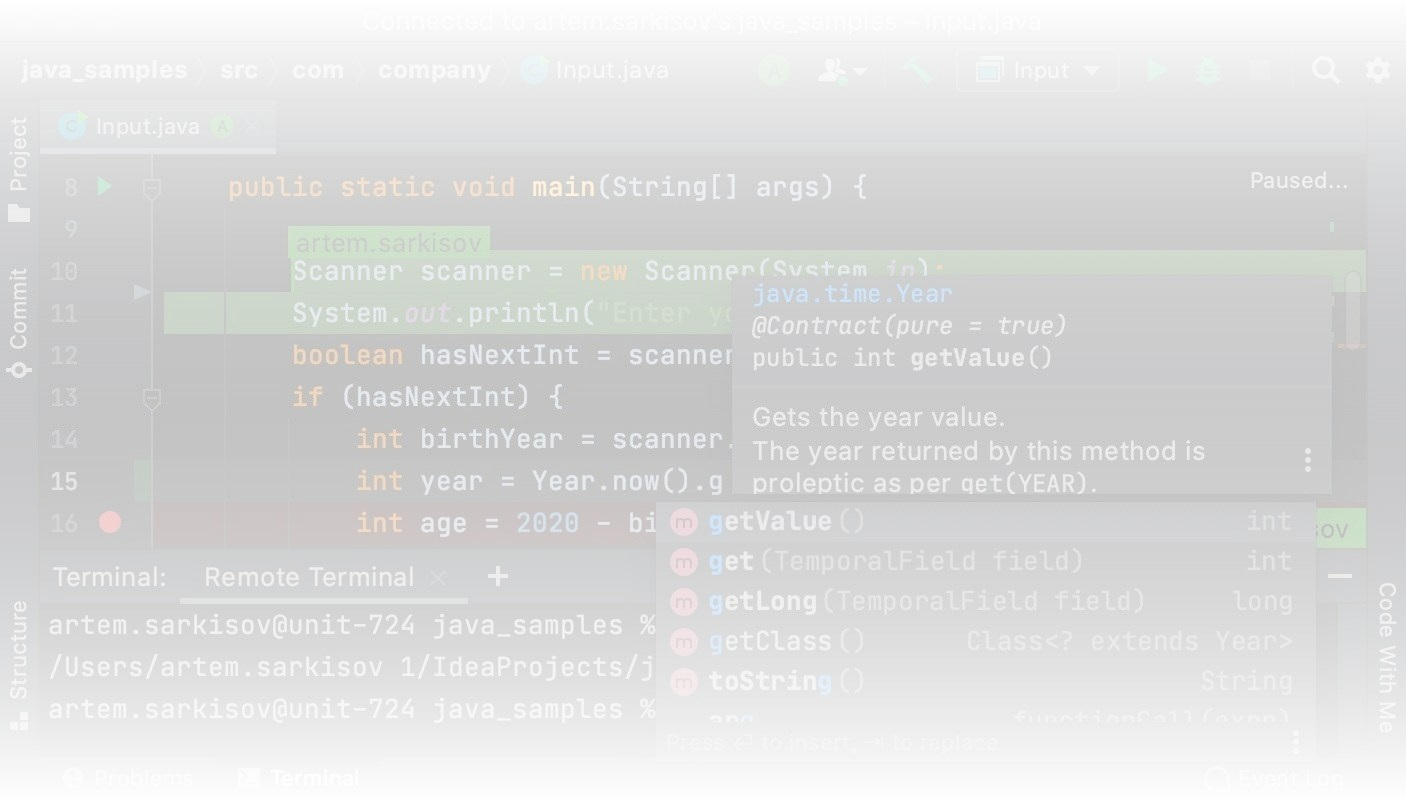 Connected to artem.sarkisov's java_samples – Input.java
java_samples src com company Input.java A Input
Input.java A
Project
Commit
Structure
8 public static void main(String[] args) {
Paused...
9
artem.sarkisov
10 Scanner scanner = new Scanner(System.in);
11 System.out.println("Enter yo
12 boolean hasNextInt = scanner
13 if (hasNextInt) {
14 int birthYear = scanner.
15 int year = Year.now().g
16 int age = 2020 - bi
java.time.Year
@Contract(pure = true)
public int getValue()
Gets the year value.
The year returned by this method is
proleptic as per get(YEAR).
m getValue() int
m get(TemporalField field) int
m getLong(TemporalField field) long
m getClass() Class<? extends Year>
m toString() String
arg functionCall(expr)
Press ↩ to insert, ⇥ to replace
sov
Terminal: Remote Terminal +
artem.sarkisov@unit-724 java_samples %
/Users/artem.sarkisov 1/IdeaProjects/j
artem.sarkisov@unit-724 java_samples %
Code With Me
Problems Terminal Event Log